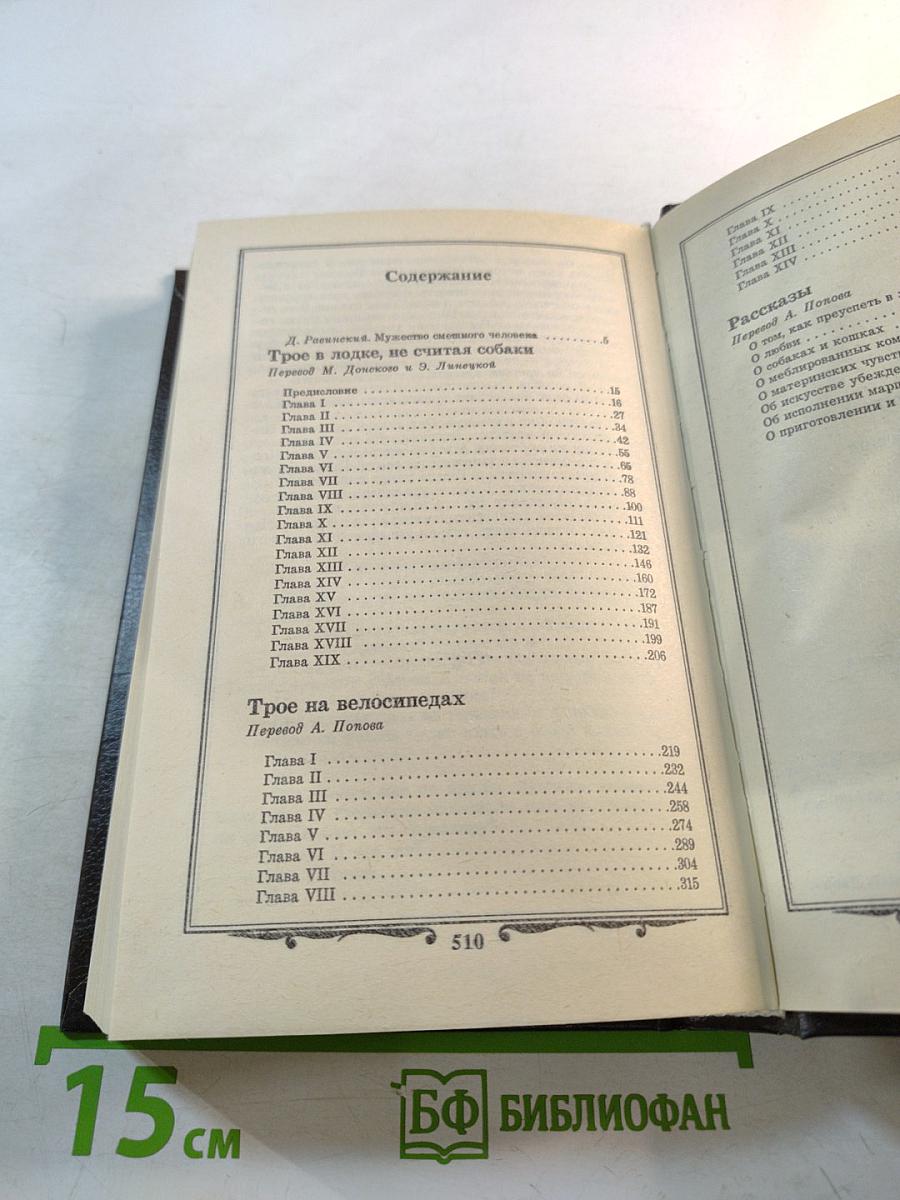 Содержание
Д. Равинский. Мужество смешного человека .........5
Трое в лодке, не считая собаки
Перевод М. Донского и Э. Линецкой
Предисловие ........15
Глава I ........16
Глава II ........27
Глава III ........34
Глава IV ........42
Глава V ........55
Глава VI ........65
Глава VII ........78
Глава VIII ........88
Глава IX ........100
Глава X ........111
Глава XI ........121
Глава XII ........132
Глава XIII ........146
Глава XIV ........160
Глава XV ........172
Глава XVI ........187
Глава XVII ........191
Глава XVIII ........199
Глава XIX ........206
Трое на велосипедах
Перевод А. Попова
Глава I ........219
Глава II ........232
Глава III ........244
Глава IV ........258
Глава V ........274
Глава VI ........289
Глава VII ........304
Глава VIII ........315
510
Глава IX ........
Глава X ........
Глава XI ........
Глава XII ........
Глава XIII ........
Глава XIV ........
Рассказы
Перевод А. Попова
О том, как преуспеть в
О любви ........
О собаках и кошках ....
О меблированных ком
О материнских чувст
Об искусстве убежде
Об исполнении марш
О приготовлении и
15 см
БФ БИБЛИОФАН